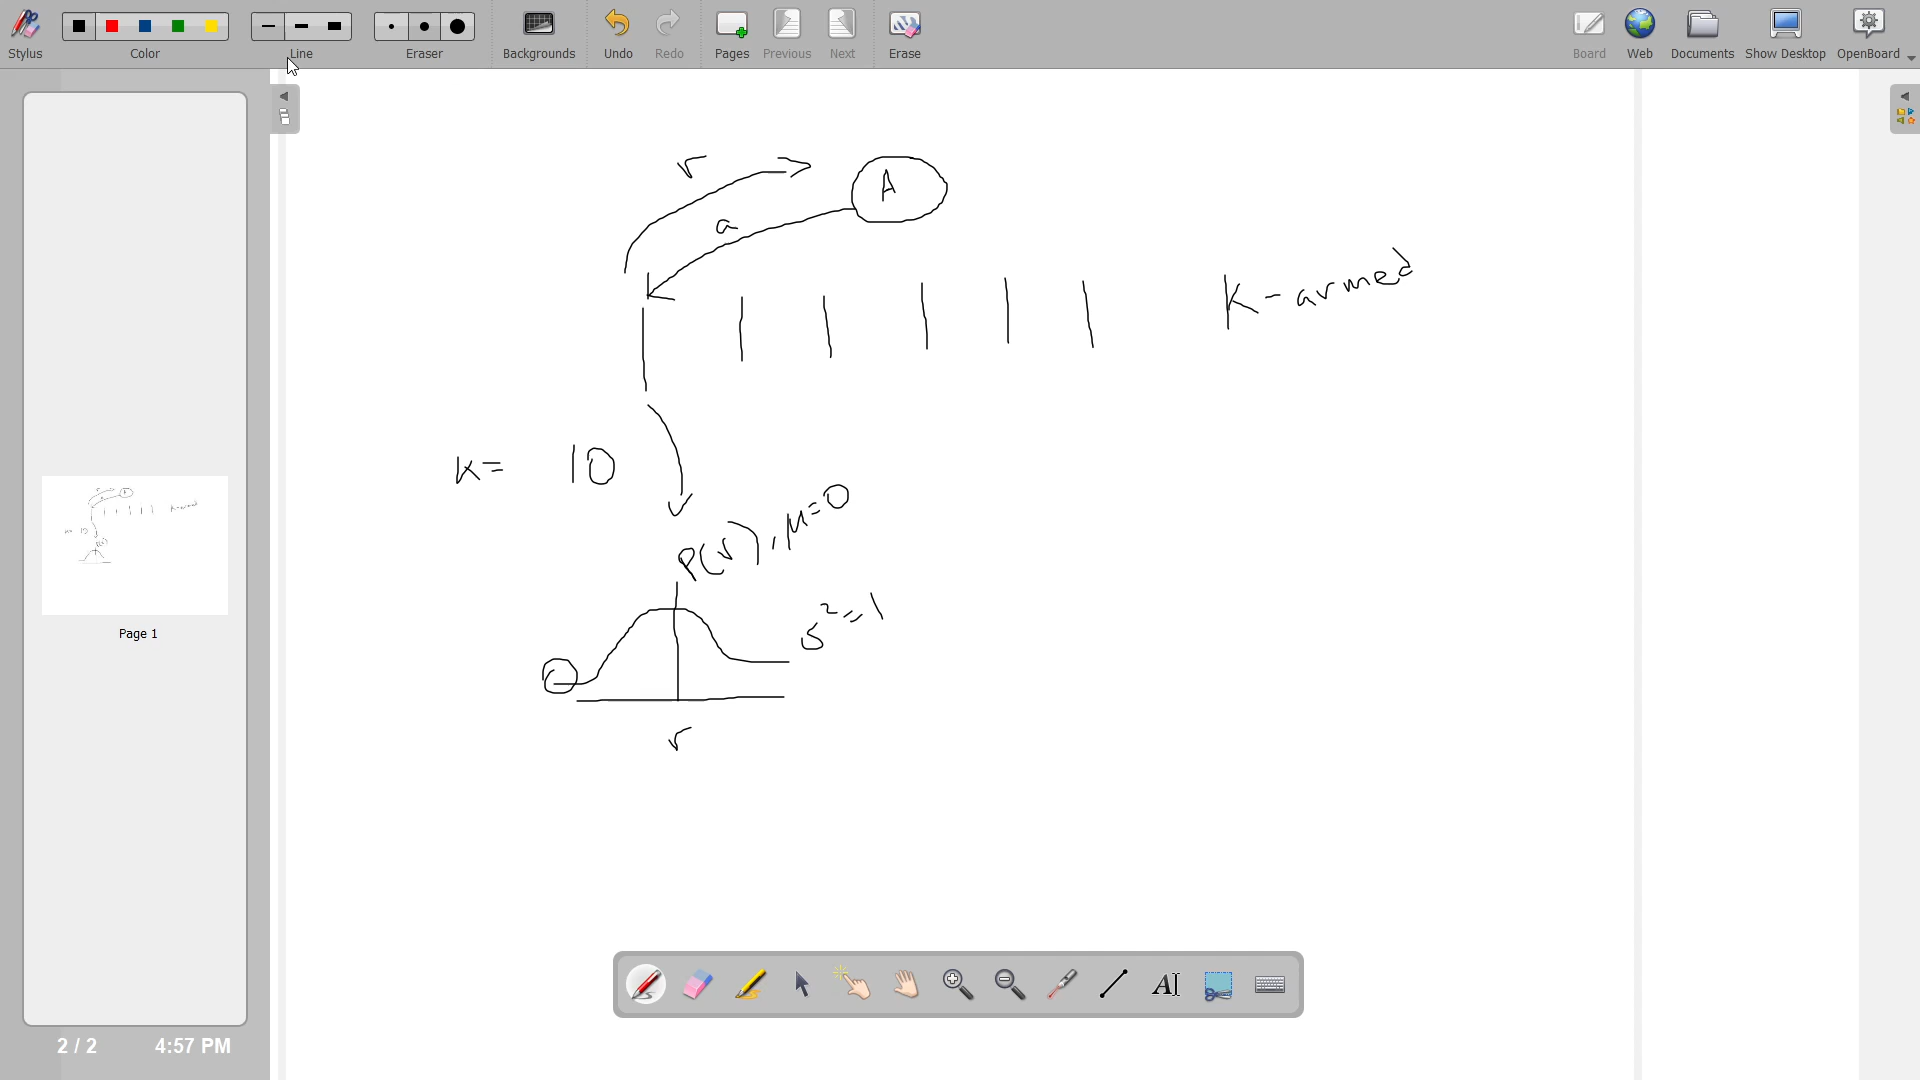 Stylus
Color
Line
Eraser
Backgrounds
Undo
Redo
Pages
Previous
Next
Erase
Board
Web
Documents
Show Desktop
OpenBoard
r
A
a
K-armed
K= 10
P(r), μ=0
σ²=1
r
Page 1
2 / 2
4:57 PM